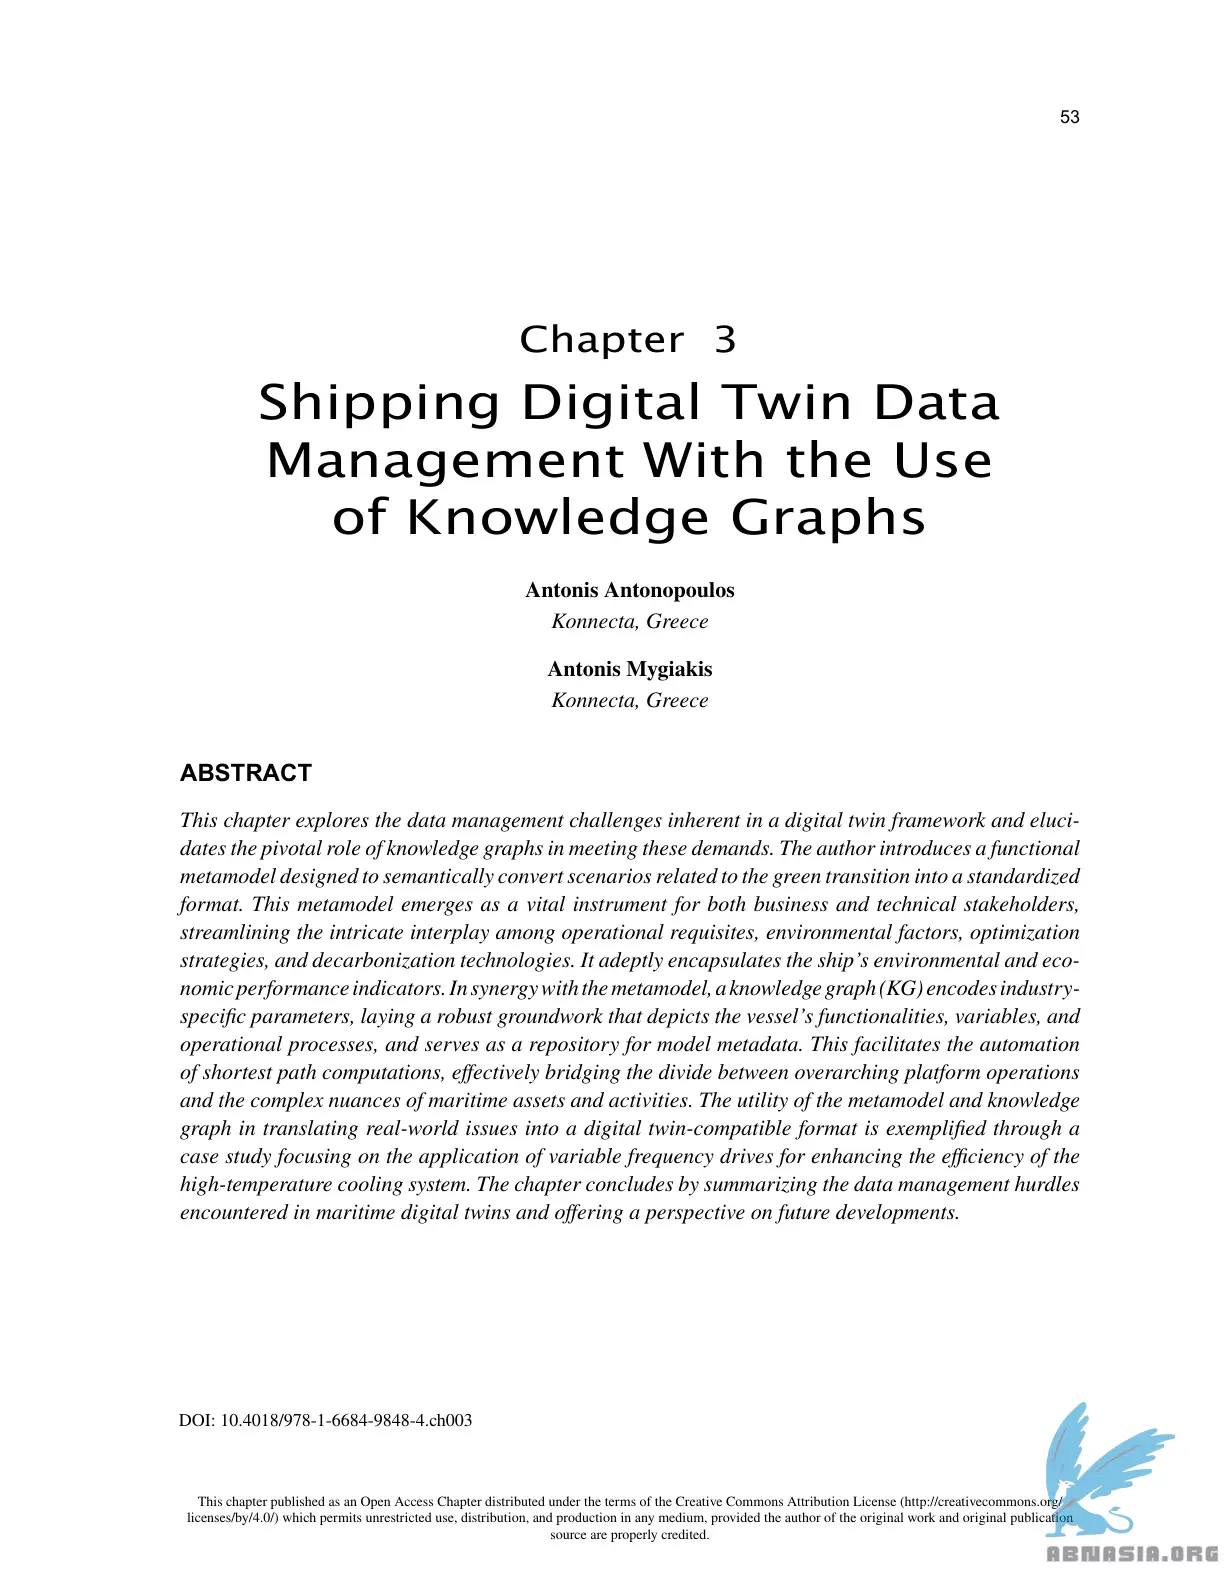 53
Chapter 3
Shipping Digital Twin Data
Management With the Use
of Knowledge Graphs
Antonis Antonopoulos
Konnecta, Greece
Antonis Mygiakis
Konnecta, Greece
ABSTRACT
This chapter explores the data management challenges inherent in a digital twin framework and eluci-
dates the pivotal role of knowledge graphs in meeting these demands. The author introduces a functional
metamodel designed to semantically convert scenarios related to the green transition into a standardized
format. This metamodel emerges as a vital instrument for both business and technical stakeholders,
streamlining the intricate interplay among operational requisites, environmental factors, optimization
strategies, and decarbonization technologies. It adeptly encapsulates the ship's environmental and eco-
nomic performance indicators. In synergy with the metamodel, a knowledge graph (KG) encodes industry-
specific parameters, laying a robust groundwork that depicts the vessel's functionalities, variables, and
operational processes, and serves as a repository for model metadata. This facilitates the automation
of shortest path computations, effectively bridging the divide between overarching platform operations
and the complex nuances of maritime assets and activities. The utility of the metamodel and knowledge
graph in translating real-world issues into a digital twin-compatible format is exemplified through a
case study focusing on the application of variable frequency drives for enhancing the efficiency of the
high-temperature cooling system. The chapter concludes by summarizing the data management hurdles
encountered in maritime digital twins and offering a perspective on future developments.
DOI: 10.4018/978-1-6684-9848-4.ch003
This chapter published as an Open Access Chapter distributed under the terms of the Creative Commons Attribution License (http://creativecommons.org/
licenses/by/4.0/) which permits unrestricted use, distribution, and production in any medium, provided the author of the original work and original publication
source are properly credited.
ABNASIA.ORG